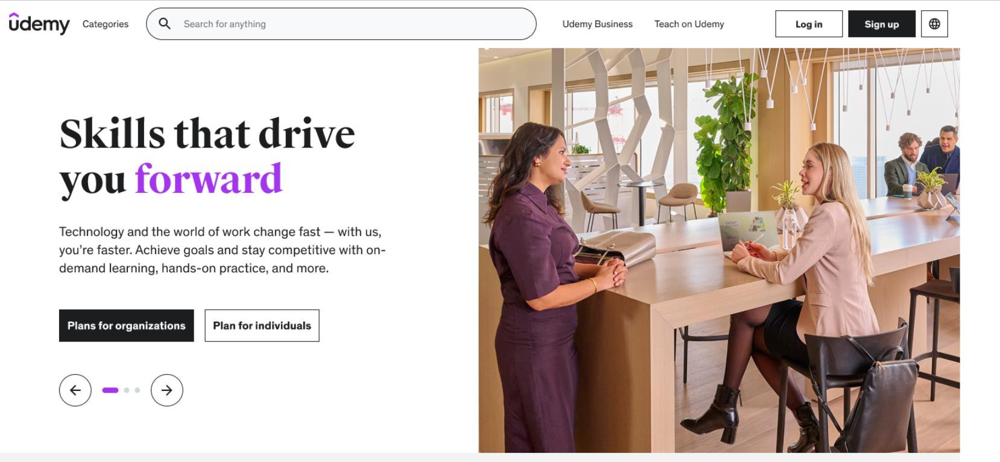 udemy
Categories
Search for anything
Udemy Business
Teach on Udemy
Log in
Sign up
Skills that drive
you forward
Technology and the world of work change fast — with us,
you’re faster. Achieve goals and stay competitive with on-
demand learning, hands-on practice, and more.
Plans for organizations
Plan for individuals